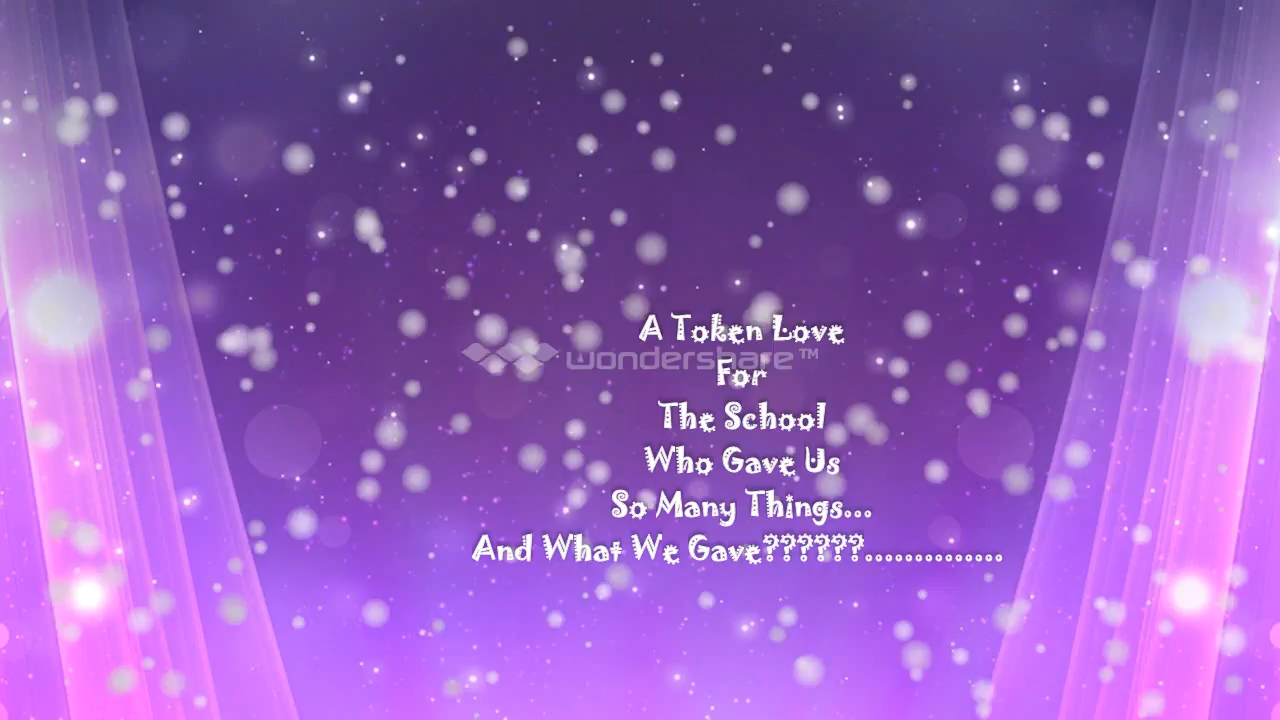 A Token Love
wondershare™
For
The School
Who Gave Us
So Many Things...
And What We Gave??????..............